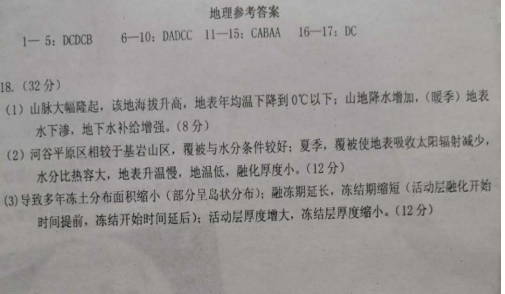 地理参考答案
1—5：DCDCB 6—10：DADCC 11—15：CABAA 16—17：DC
18.（32分）
（1）山脉大幅隆起，该地海拔升高，地表年均温下降到0℃以下；山地降水增加，（暖季）地表
水下渗，地下水补给增强。（8分）
（2）河谷平原区相较于基岩山区，覆被与水分条件较好；夏季，覆被使地表吸收太阳辐射减少，
水分比热容大，地表升温慢，地温低，融化厚度小。（12分）
（3）导致多年冻土分布面积缩小（部分呈岛状分布）；融冻期延长，冻结期缩短（活动层融化开始
时间提前，冻结开始时间延后）；活动层厚度增大，冻结层厚度缩小。（12分）